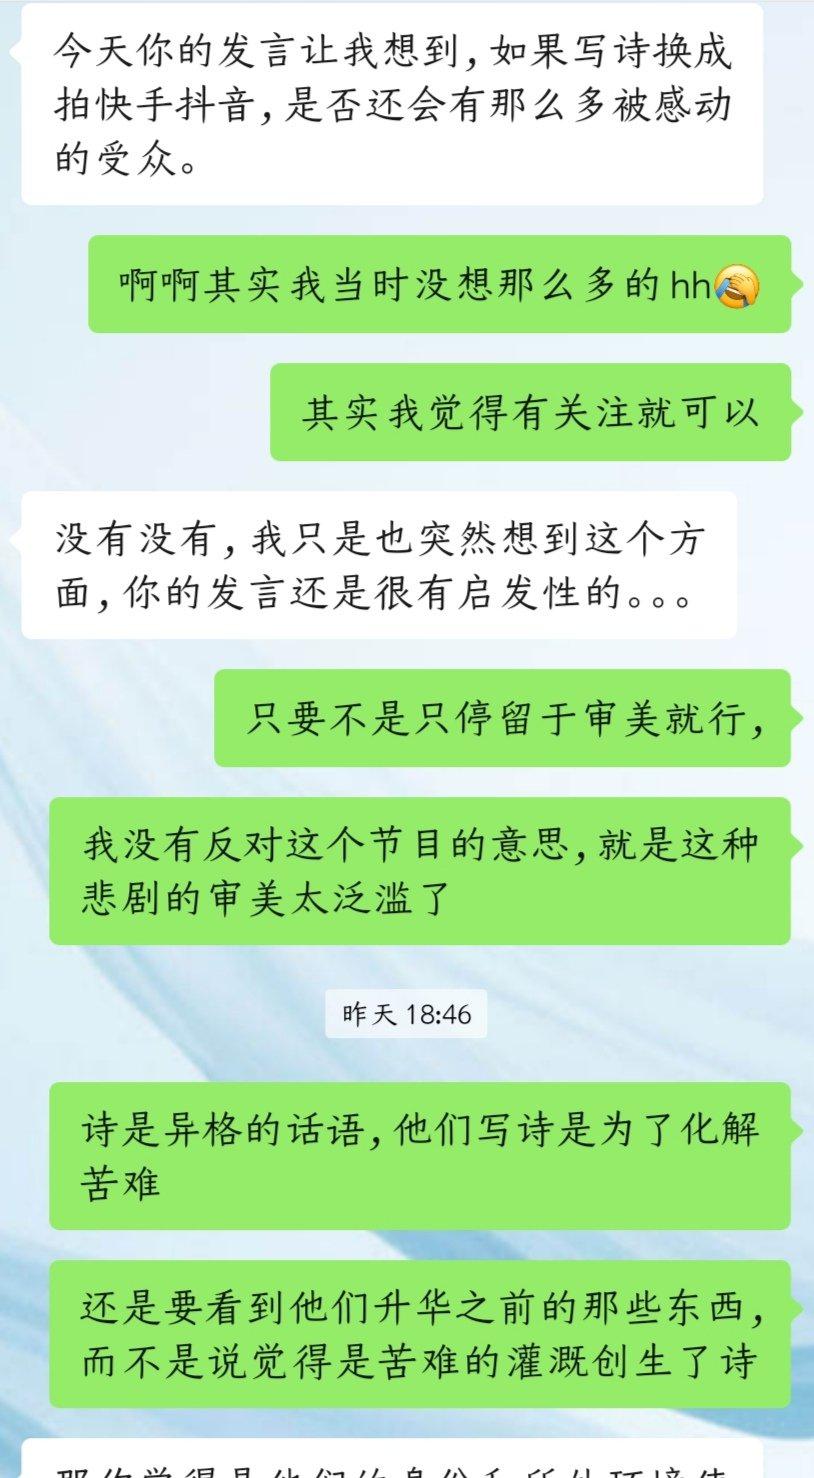 今天你的发言让我想到,如果写诗换成
拍快手抖音,是否还会有那么多被感动
的受众。
啊啊其实我当时没想那么多的hh🤦
其实我觉得有关注就可以
没有没有,我只是也突然想到这个方
面,你的发言还是很有启发性的。。。
只要不是只停留于审美就行,
我没有反对这个节目的意思,就是这种
悲剧的审美太泛滥了
昨天 18:46
诗是异格的话语,他们写诗是为了化解
苦难
还是要看到他们升华之前的那些东西,
而不是说觉得是苦难的灌溉创生了诗